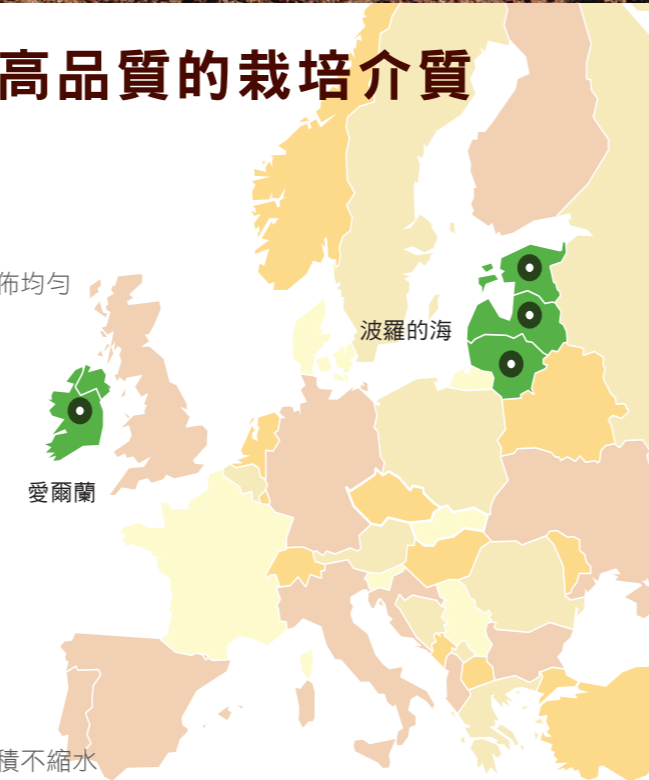 高品質的栽培介質
佈均勻
波羅的海
愛爾蘭
積不縮水